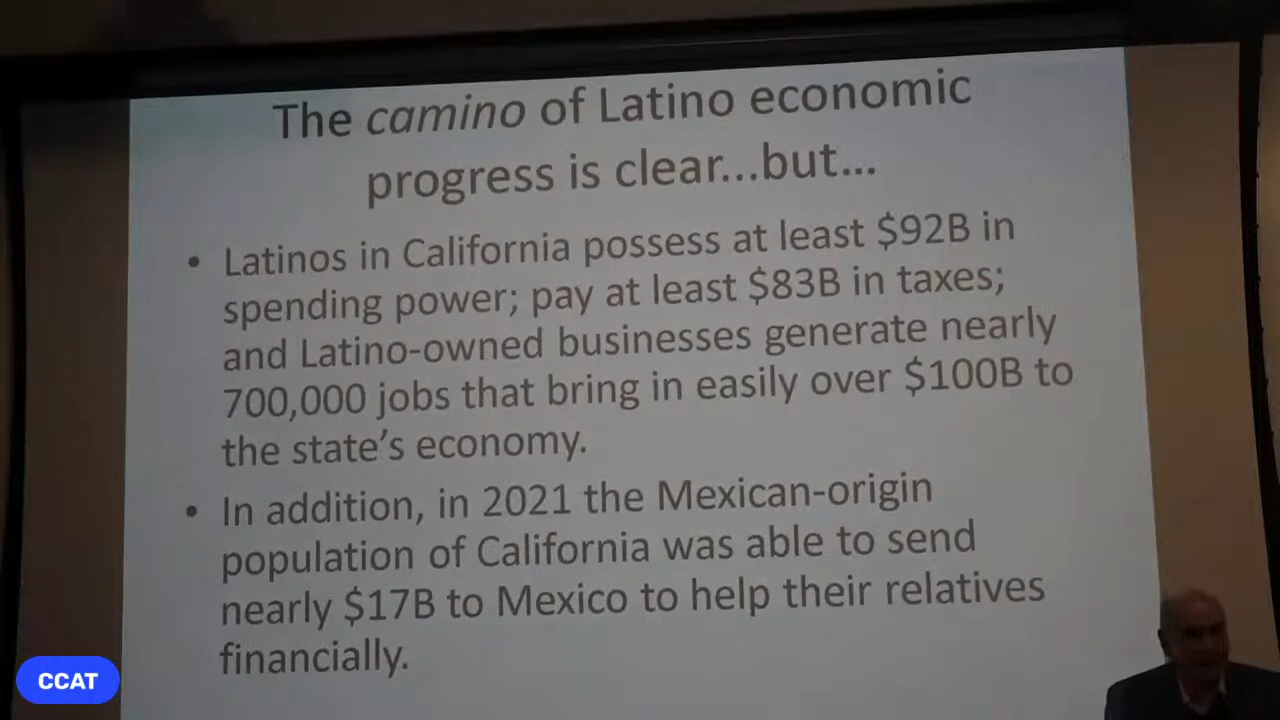 The camino of Latino economic
progress is clear...but...
• Latinos in California possess at least $92B in
spending power; pay at least $83B in taxes;
and Latino-owned businesses generate nearly
700,000 jobs that bring in easily over $100B to
the state's economy.
• In addition, in 2021 the Mexican-origin
population of California was able to send
nearly $17B to Mexico to help their relatives
financially.
CCAT